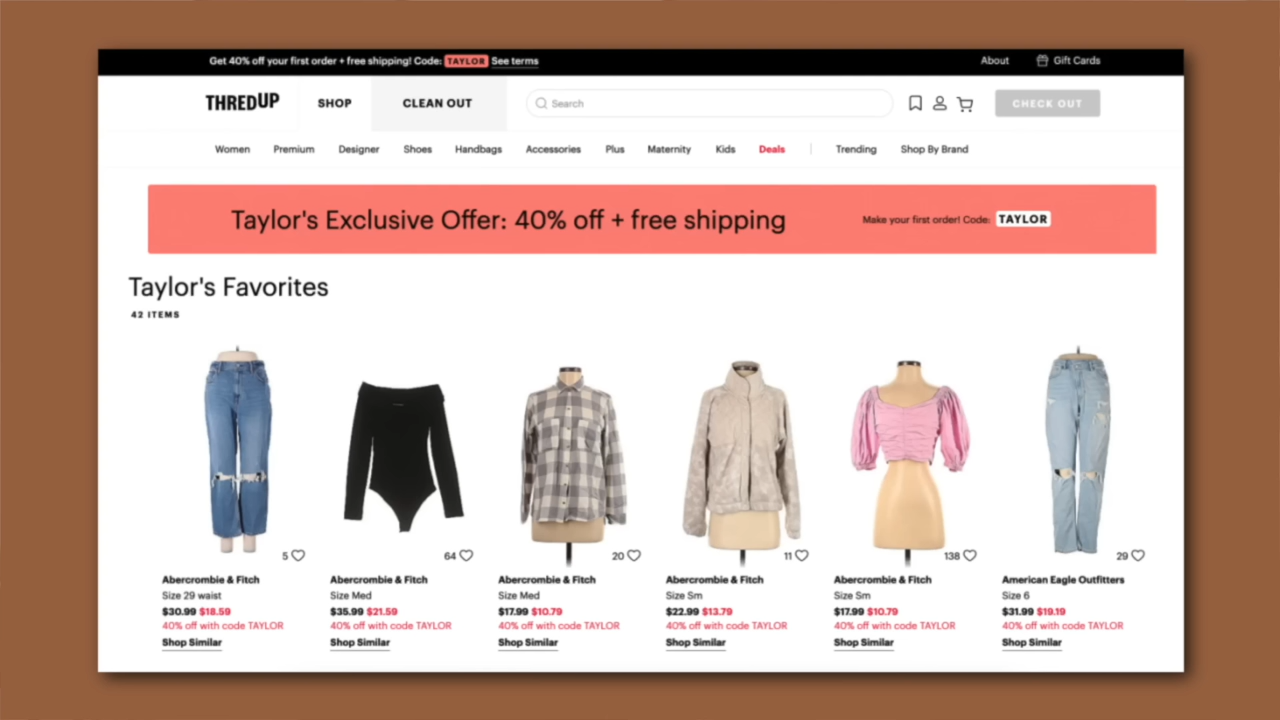 Get 40% off your first order + free shipping! Code: TAYLOR See terms
About Gift Cards
THREDUP SHOP CLEAN OUT Search CHECK OUT
Women Premium Designer Shoes Handbags Accessories Plus Maternity Kids Deals Trending Shop By Brand
Taylor's Exclusive Offer: 40% off + free shipping
Make your first order! Code: TAYLOR
Taylor's Favorites
42 ITEMS
5 64 20 11 138 29
Abercrombie & Fitch Abercrombie & Fitch Abercrombie & Fitch Abercrombie & Fitch Abercrombie & Fitch American Eagle Outfitters
Size 29 waist Size Med Size Med Size Sm Size Sm Size 6
$30.99 $18.59 $35.99 $21.59 $17.99 $10.79 $22.99 $13.79 $17.99 $10.79 $31.99 $19.19
40% off with code TAYLOR 40% off with code TAYLOR 40% off with code TAYLOR 40% off with code TAYLOR 40% off with code TAYLOR 40% off with code TAYLOR
Shop Similar Shop Similar Shop Similar Shop Similar Shop Similar Shop Similar